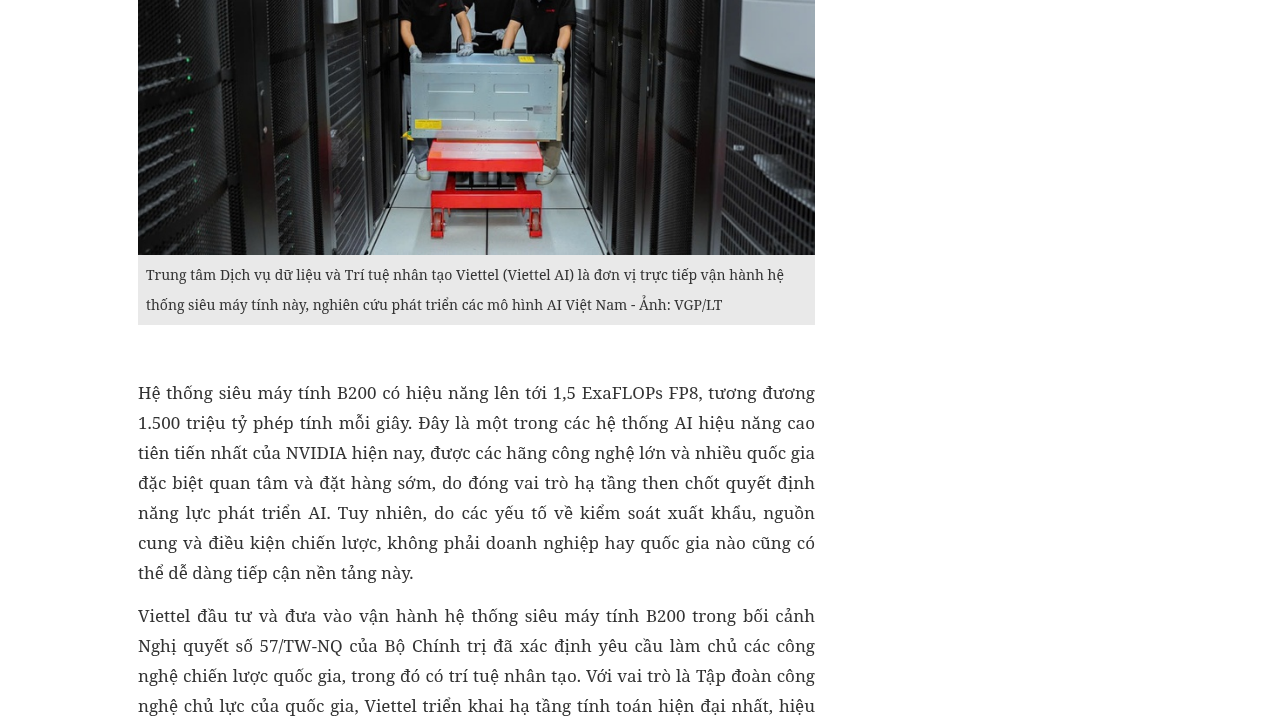 Trung tâm Dịch vụ dữ liệu và Trí tuệ nhân tạo Viettel (Viettel AI) là đơn vị trực tiếp vận hành hệ
thống siêu máy tính này, nghiên cứu phát triển các mô hình AI Việt Nam - Ảnh: VGP/LT
Hệ thống siêu máy tính B200 có hiệu năng lên tới 1,5 ExaFLOPs FP8, tương đương
1.500 triệu tỷ phép tính mỗi giây. Đây là một trong các hệ thống AI hiệu năng cao
tiên tiến nhất của NVIDIA hiện nay, được các hãng công nghệ lớn và nhiều quốc gia
đặc biệt quan tâm và đặt hàng sớm, do đóng vai trò hạ tầng then chốt quyết định
năng lực phát triển AI. Tuy nhiên, do các yếu tố về kiểm soát xuất khẩu, nguồn
cung và điều kiện chiến lược, không phải doanh nghiệp hay quốc gia nào cũng có
thể dễ dàng tiếp cận nền tảng này.
Viettel đầu tư và đưa vào vận hành hệ thống siêu máy tính B200 trong bối cảnh
Nghị quyết số 57/TW-NQ của Bộ Chính trị đã xác định yêu cầu làm chủ các công
nghệ chiến lược quốc gia, trong đó có trí tuệ nhân tạo. Với vai trò là Tập đoàn công
nghệ chủ lực của quốc gia, Viettel triển khai hạ tầng tính toán hiện đại nhất, hiệu